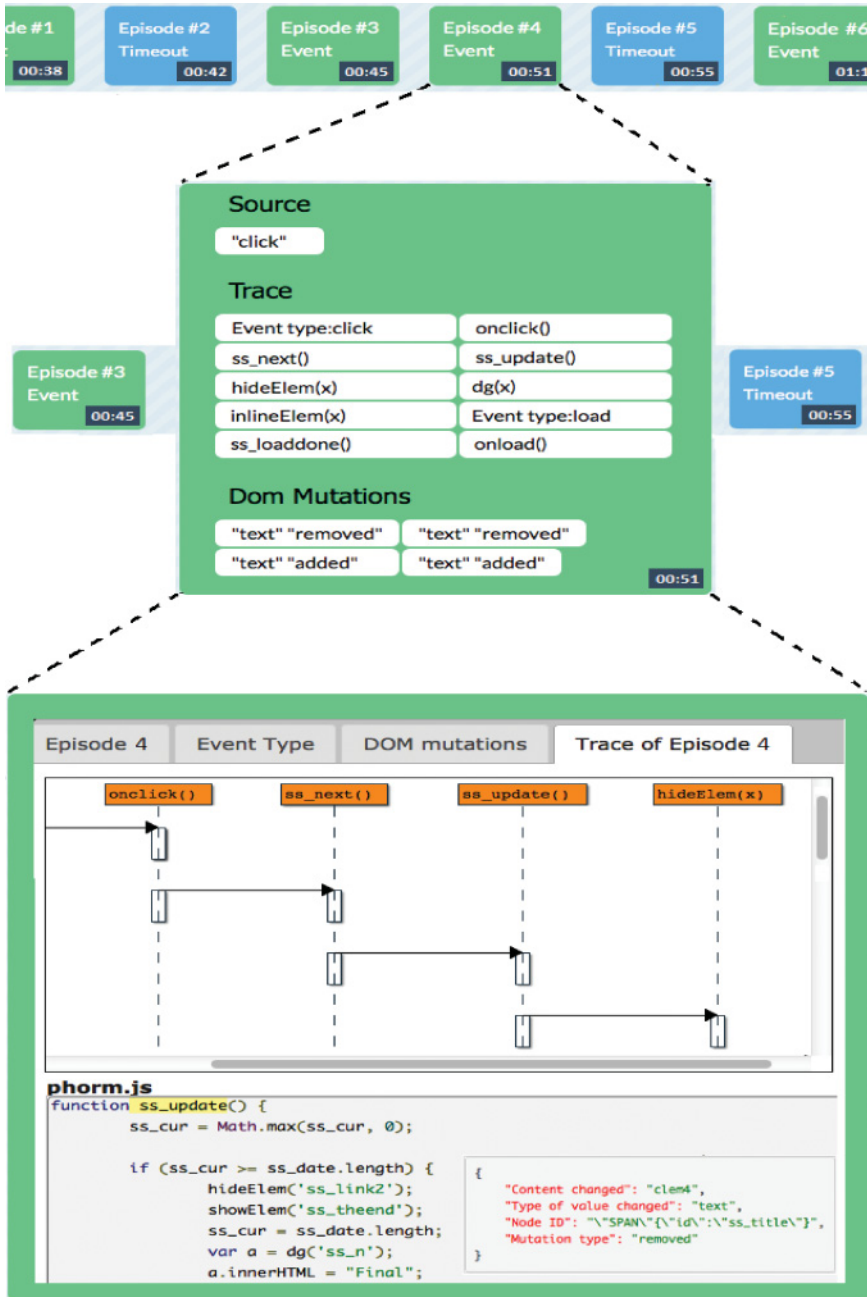 de #1
00:38
Episode #2
Timeout
00:42
Episode #3
Event
00:45
Episode #4
Event
00:51
Episode #5
Timeout
00:55
Episode #6
Event
01:1
Source
"click"
Trace
Event type:click
onclick()
ss_next()
ss_update()
hideElem(x)
dg(x)
inlineElem(x)
Event type:load
ss_loaddone()
onload()
Dom Mutations
"text" "removed"
"text" "removed"
"text" "added"
"text" "added"
00:51
Episode #3
Event
00:45
Episode #5
Timeout
00:55
Episode 4
Event Type
DOM mutations
Trace of Episode 4
onclick()
ss_next()
ss_update()
hideElem(x)
phorm.js
function ss_update() {
ss_cur = Math.max(ss_cur, 0);
if (ss_cur >= ss_date.length) {
hideElem('ss_link2');
showElem('ss_theend');
ss_cur = ss_date.length;
var a = dg('ss_n');
a.innerHTML = "Final";
{
"Content changed": "clem4",
"Type of value changed": "text",
"Node ID": "\"SPAN\"{\"id\":\"ss_title\"}",
"Mutation type": "removed"
}